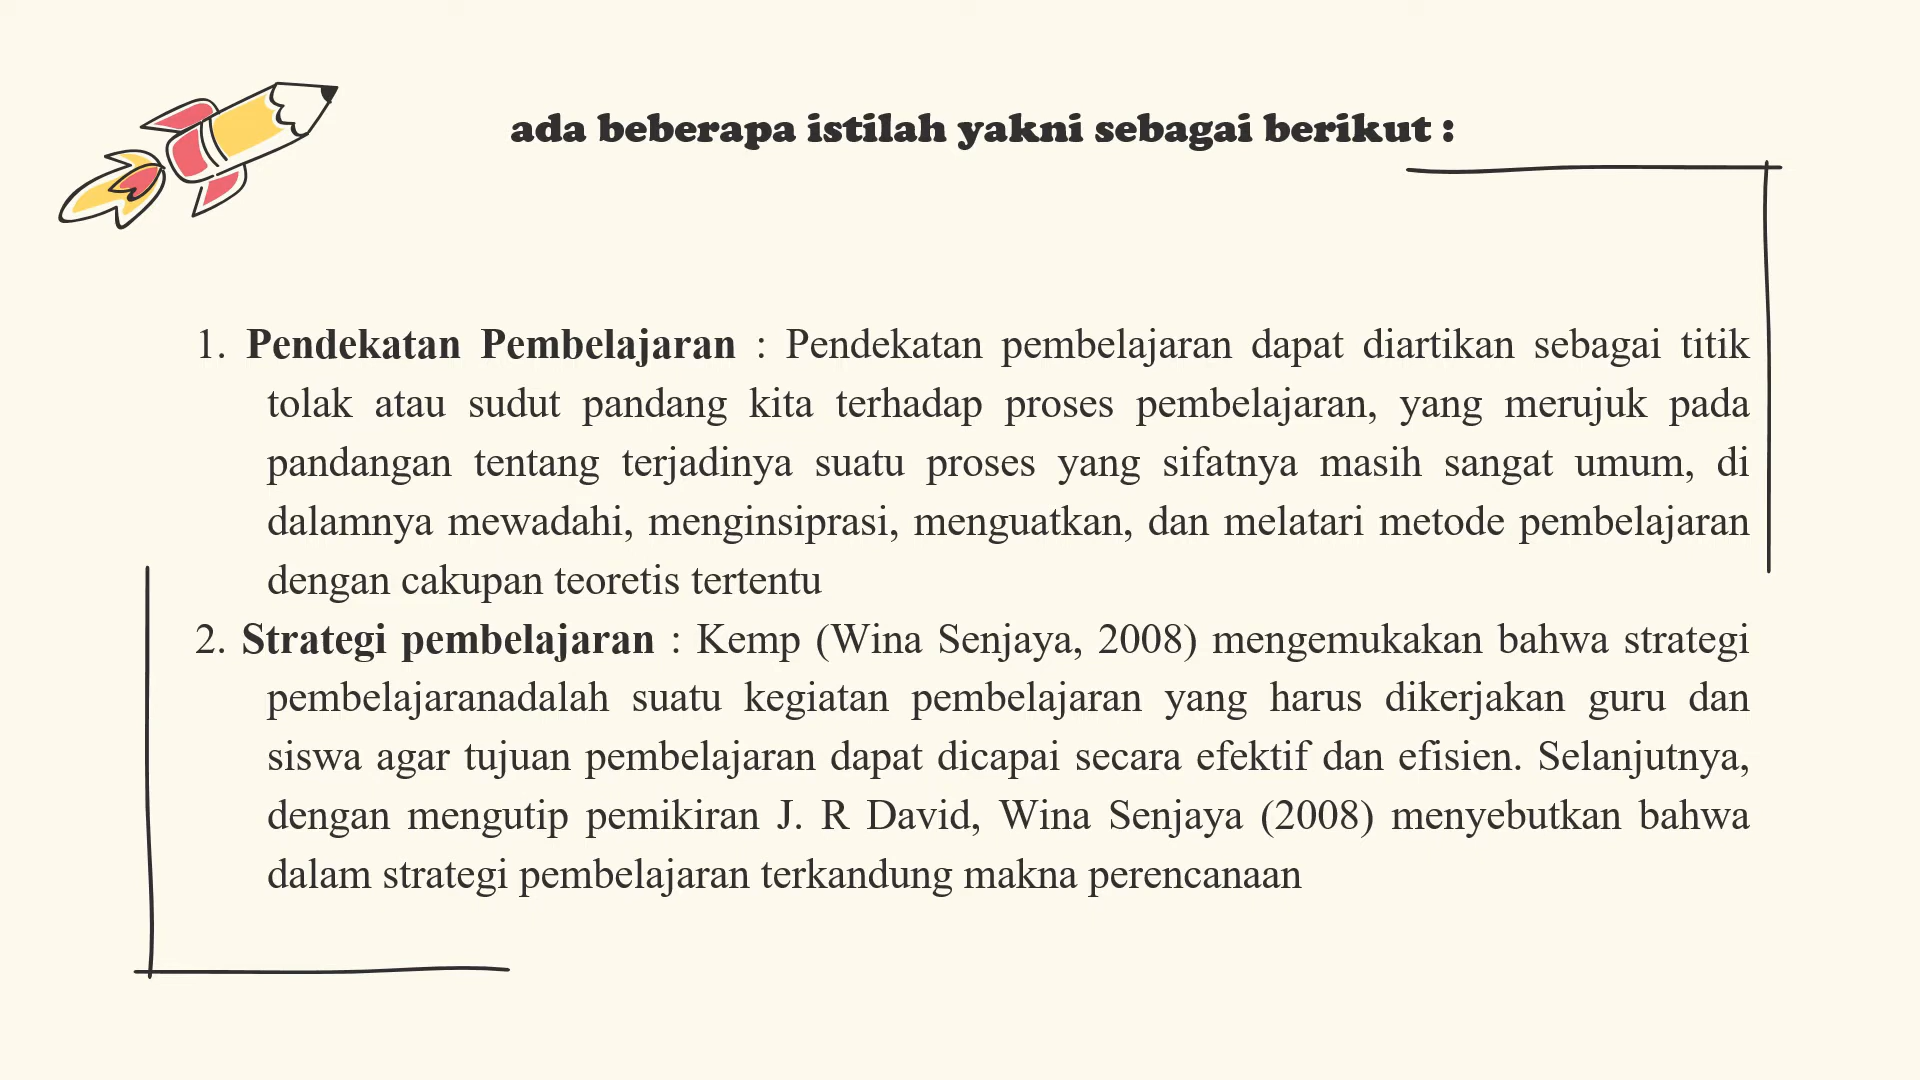 ada beberapa istilah yakni sebagai berikut :
1. Pendekatan Pembelajaran : Pendekatan pembelajaran dapat diartikan sebagai titik
tolak atau sudut pandang kita terhadap proses pembelajaran, yang merujuk pada
pandangan tentang terjadinya suatu proses yang sifatnya masih sangat umum, di
dalamnya mewadahi, menginsiprasi, menguatkan, dan melatari metode pembelajaran
dengan cakupan teoretis tertentu
2. Strategi pembelajaran : Kemp (Wina Senjaya, 2008) mengemukakan bahwa strategi
pembelajaranadalah suatu kegiatan pembelajaran yang harus dikerjakan guru dan
siswa agar tujuan pembelajaran dapat dicapai secara efektif dan efisien. Selanjutnya,
dengan mengutip pemikiran J. R David, Wina Senjaya (2008) menyebutkan bahwa
dalam strategi pembelajaran terkandung makna perencanaan